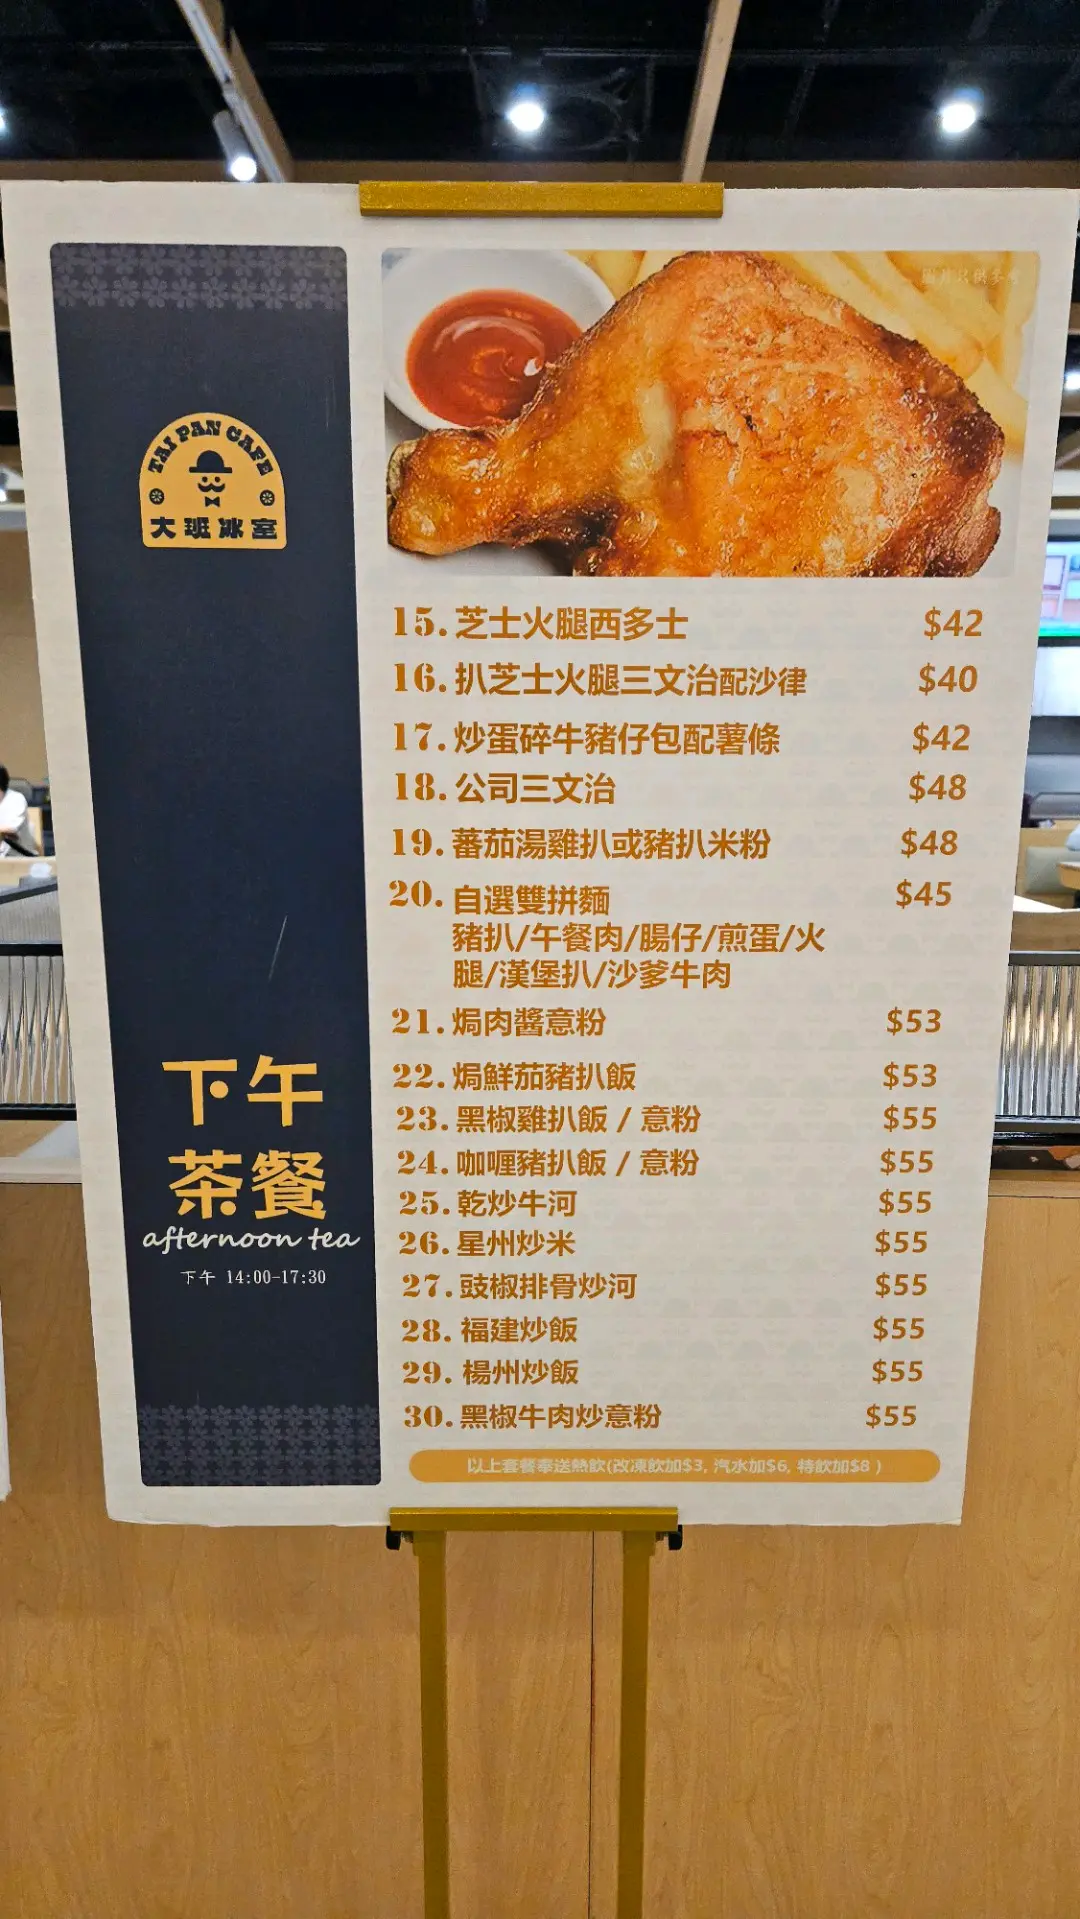 圖片只供參考
TAI PAN CAFE
大班冰室
下午
茶餐
afternoon tea
下午 14:00-17:30
15. 芝士火腿西多士 $42
16. 扒芝士火腿三文治配沙律 $40
17. 炒蛋碎牛豬仔包配薯條 $42
18. 公司三文治 $48
19. 蕃茄湯雞扒或豬扒米粉 $48
20. 自選雙拼麵 $45
豬扒/午餐肉/腸仔/煎蛋/火
腿/漢堡扒/沙爹牛肉
21. 焗肉醬意粉 $53
22. 焗鮮茄豬扒飯 $53
23. 黑椒雞扒飯 / 意粉 $55
24. 咖喱豬扒飯 / 意粉 $55
25. 乾炒牛河 $55
26. 星州炒米 $55
27. 豉椒排骨炒河 $55
28. 福建炒飯 $55
29. 楊州炒飯 $55
30. 黑椒牛肉炒意粉 $55
以上套餐奉送熱飲(改凍飲加$3, 汽水加$6, 特飲加$8 )